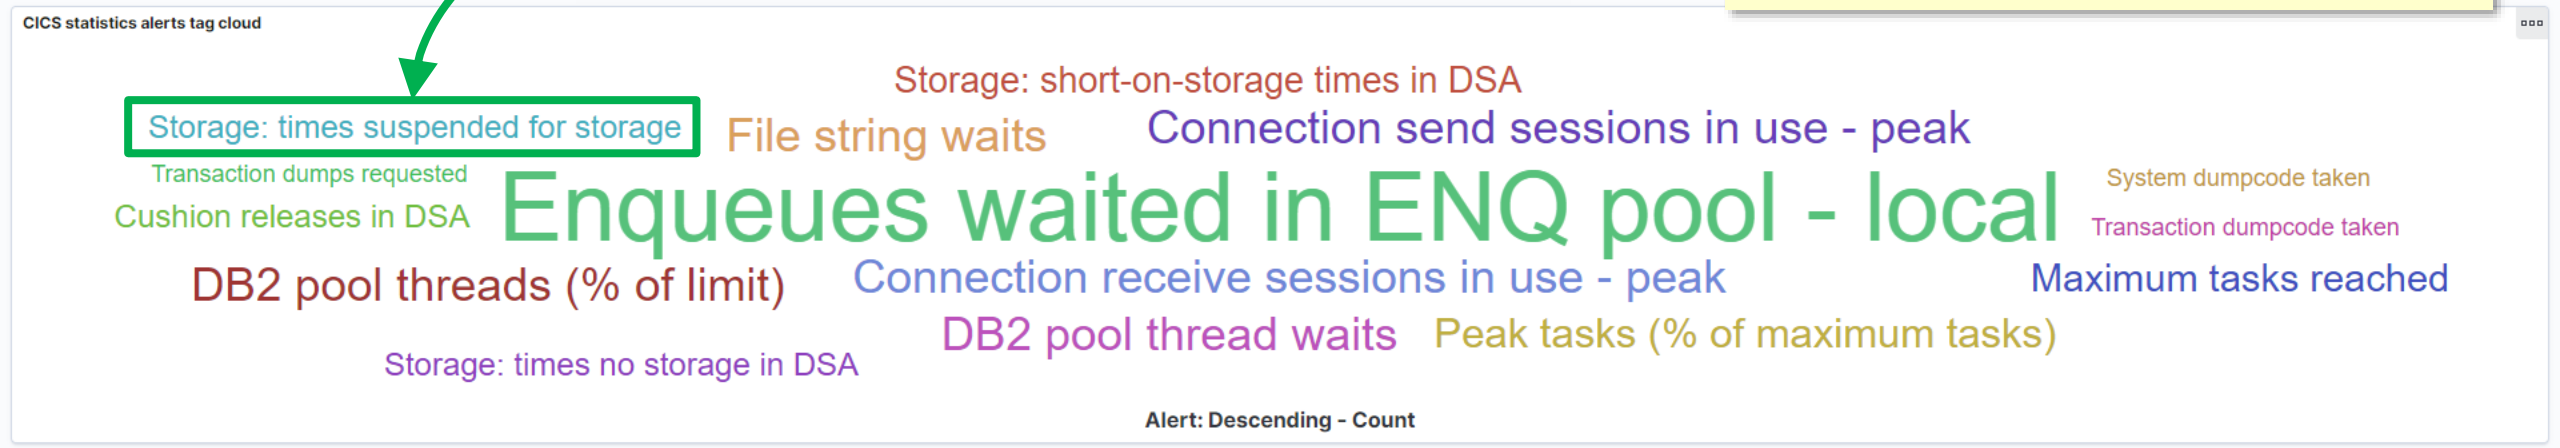 CICS statistics alerts tag cloud
Storage: short-on-storage times in DSA
Storage: times suspended for storage
File string waits
Connection send sessions in use - peak
Transaction dumps requested
Enqueues waited in ENQ pool - local
System dumpcode taken
Cushion releases in DSA
Transaction dumpcode taken
DB2 pool threads (% of limit)
Connection receive sessions in use - peak
Maximum tasks reached
DB2 pool thread waits
Peak tasks (% of maximum tasks)
Storage: times no storage in DSA
Alert: Descending - Count